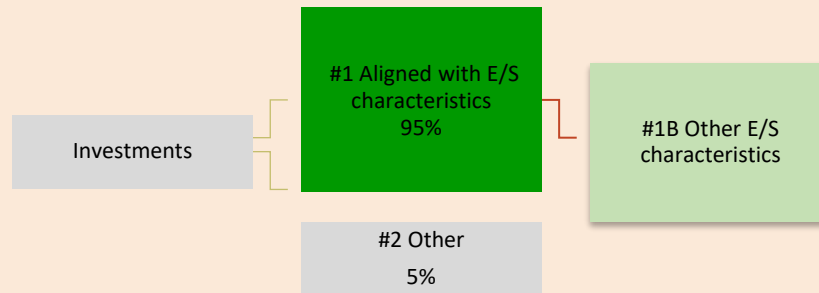 Investments
#1 Aligned with E/S
characteristics
95%
#2 Other
5%
#1B Other E/S
characteristics